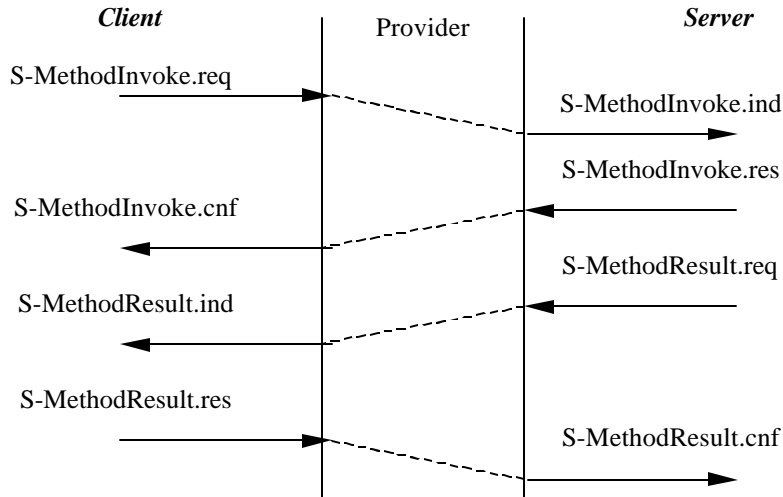 Client
Provider
Server
S-MethodInvoke.req
S-MethodInvoke.ind
S-MethodInvoke.res
S-MethodInvoke.cnf
S-MethodResult.req
S-MethodResult.ind
S-MethodResult.res
S-MethodResult.cnf